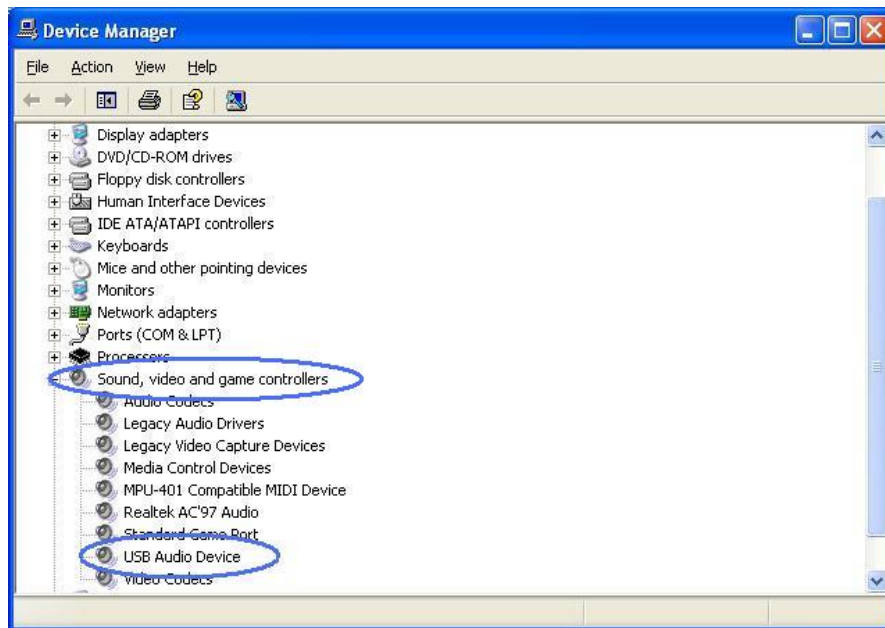 Device Manager
File Action View Help
Display adapters
DVD/CD-ROM drives
Floppy disk controllers
Human Interface Devices
IDE ATA/ATAPI controllers
Keyboards
Mice and other pointing devices
Monitors
Network adapters
Ports (COM & LPT)
Processors
Sound, video and game controllers
Audio Codecs
Legacy Audio Drivers
Legacy Video Capture Devices
Media Control Devices
MPU-401 Compatible MIDI Device
Realtek AC'97 Audio
Standard Game Port
USB Audio Device
Video Codecs